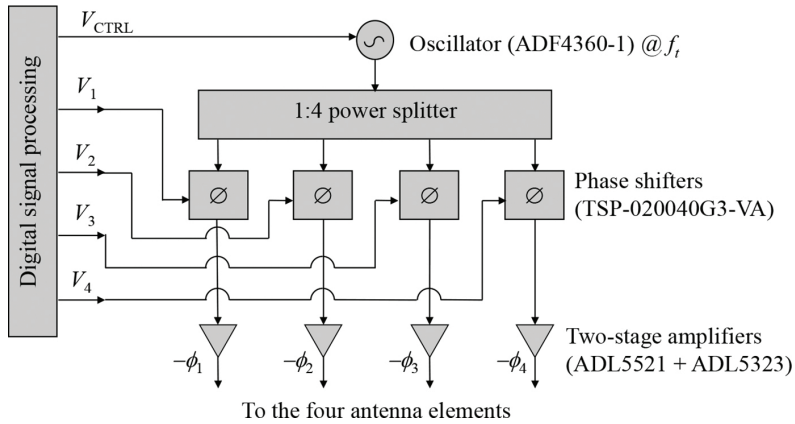 Digital signal processing
V_CTRL
Oscillator (ADF4360-1) @ f_t
V_1
1:4 power splitter
V_2
∅ ∅ ∅ ∅
Phase shifters
(TSP-020040G3-VA)
V_3
V_4
Two-stage amplifiers
(ADL5521 + ADL5323)
−ϕ_1 −ϕ_2 −ϕ_3 −ϕ_4
To the four antenna elements